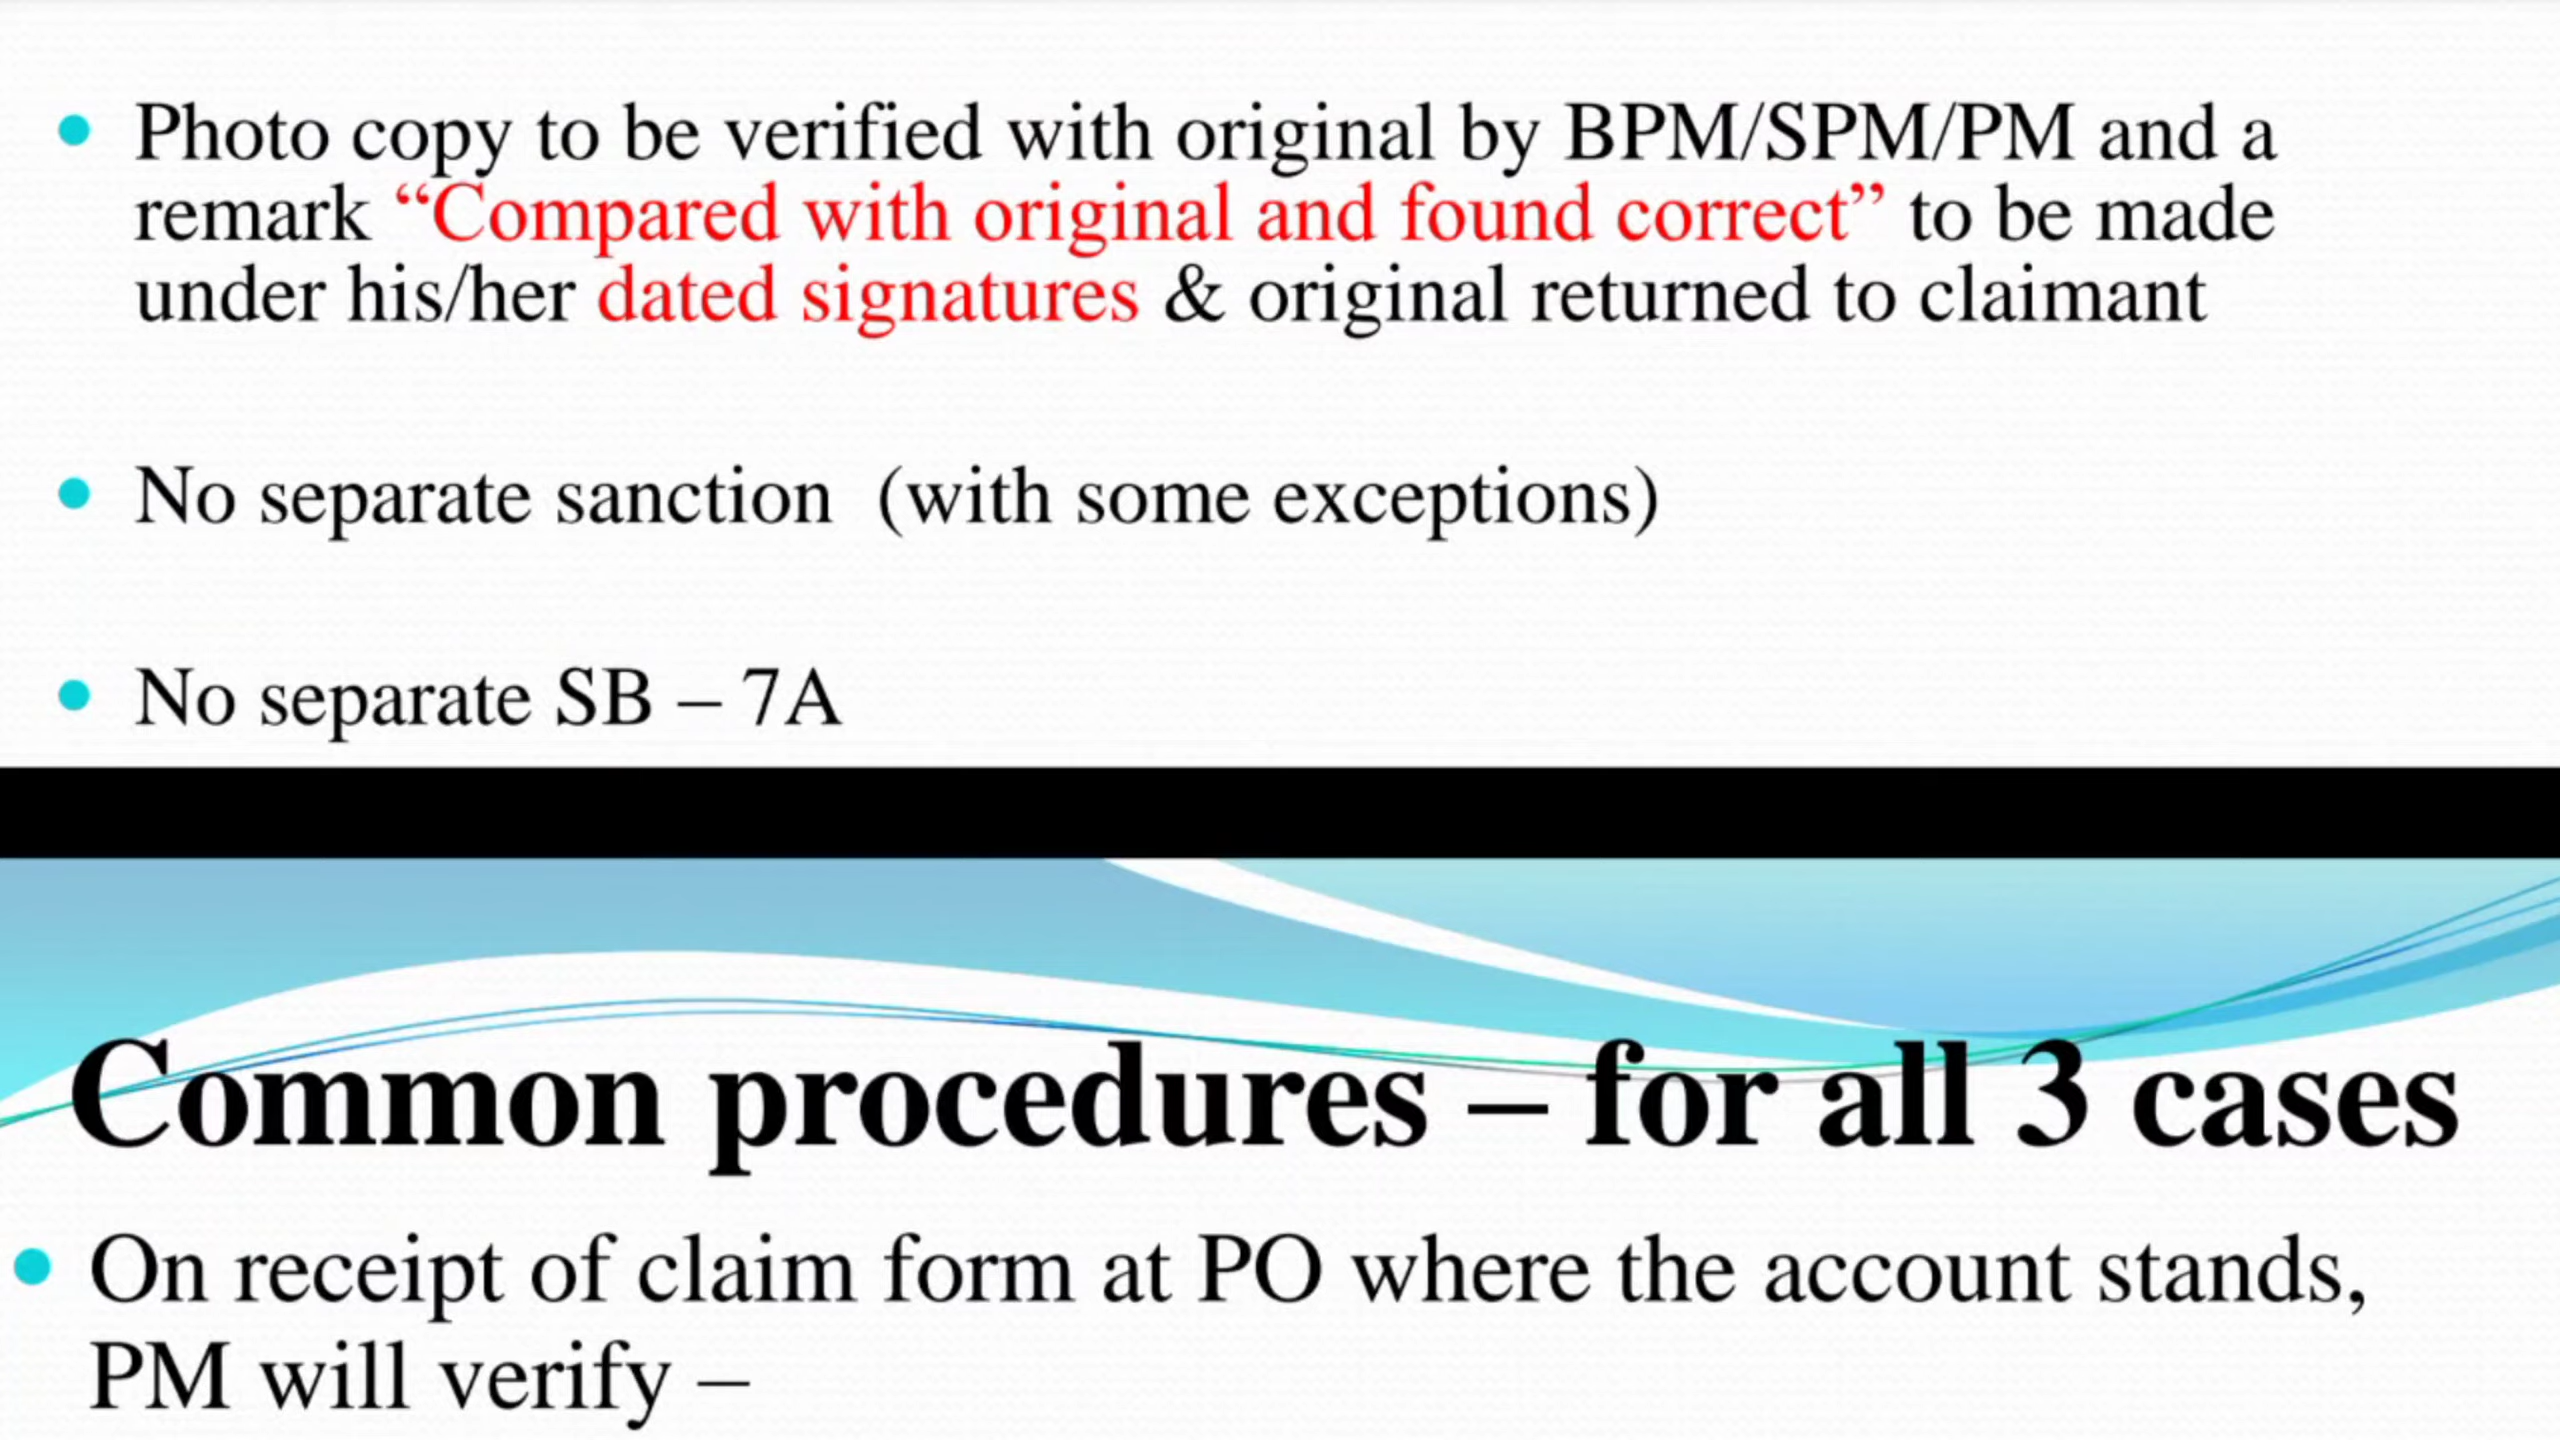 Photo copy to be verified with original by BPM/SPM/PM and a
remark “Compared with original and found correct” to be made
under his/her dated signatures & original returned to claimant
No separate sanction (with some exceptions)
No separate SB – 7A
Common procedures – for all 3 cases
On receipt of claim form at PO where the account stands,
PM will verify –